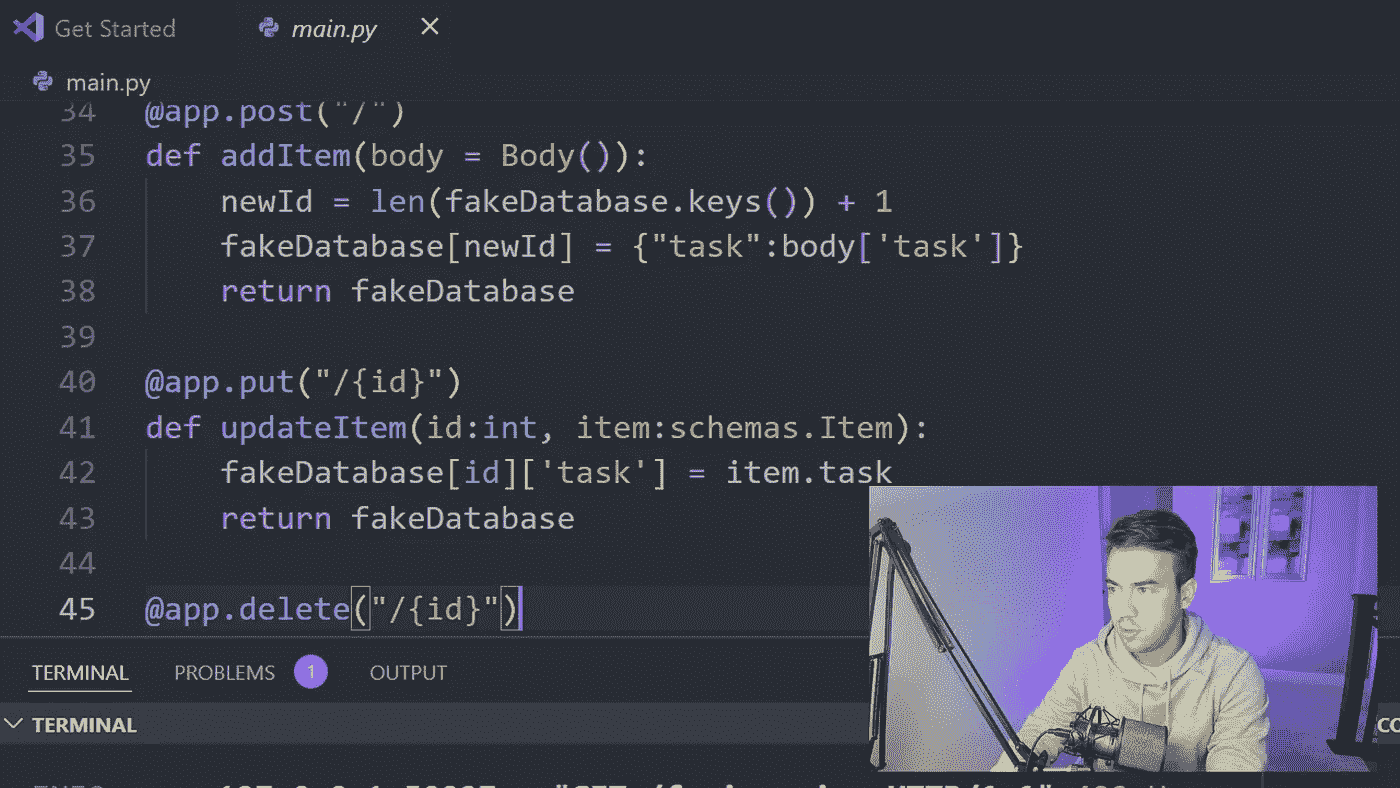 Get Started main.py
main.py
34 @app.post("/")
35 def addItem(body = Body()):
36 newId = len(fakeDatabase.keys()) + 1
37 fakeDatabase[newId] = {"task":body['task']}
38 return fakeDatabase
39
40 @app.put("/{id}")
41 def updateItem(id:int, item:schemas.Item):
42 fakeDatabase[id]['task'] = item.task
43 return fakeDatabase
44
45 @app.delete("/{id}")
TERMINAL PROBLEMS 1 OUTPUT
TERMINAL